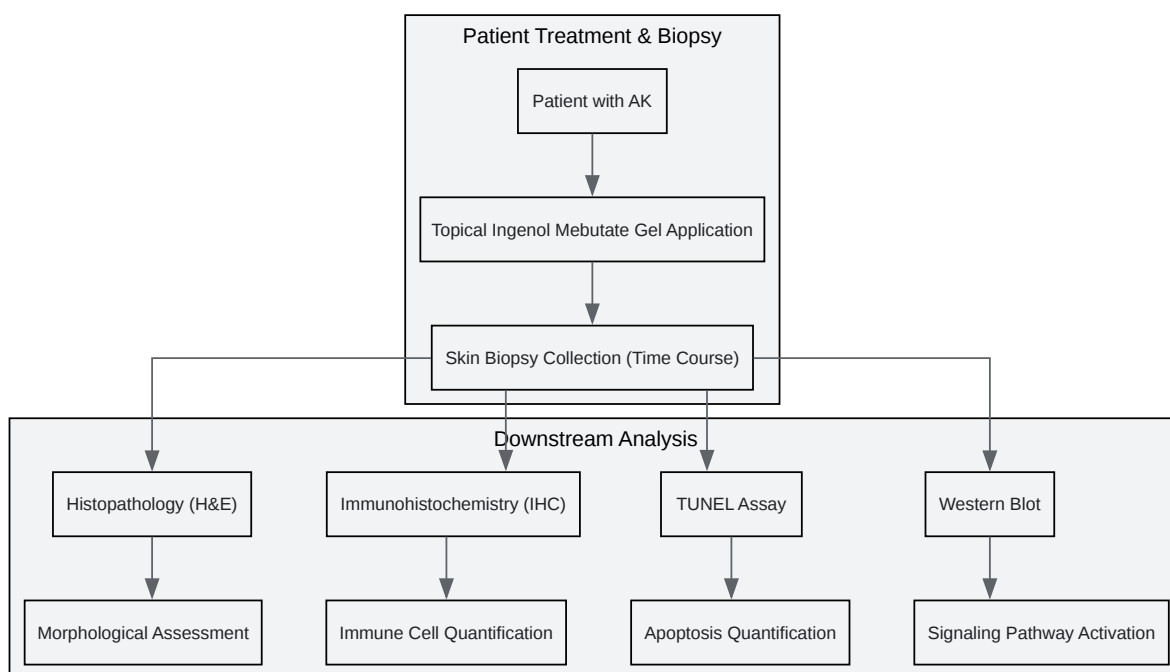 Patient Treatment & Biopsy
Patient with AK
Topical Ingenol Mebutate Gel Application
Skin Biopsy Collection (Time Course)
Downstream Analysis
Histopathology (H&E)
Immunohistochemistry (IHC)
TUNEL Assay
Western Blot
Morphological Assessment
Immune Cell Quantification
Apoptosis Quantification
Signaling Pathway Activation